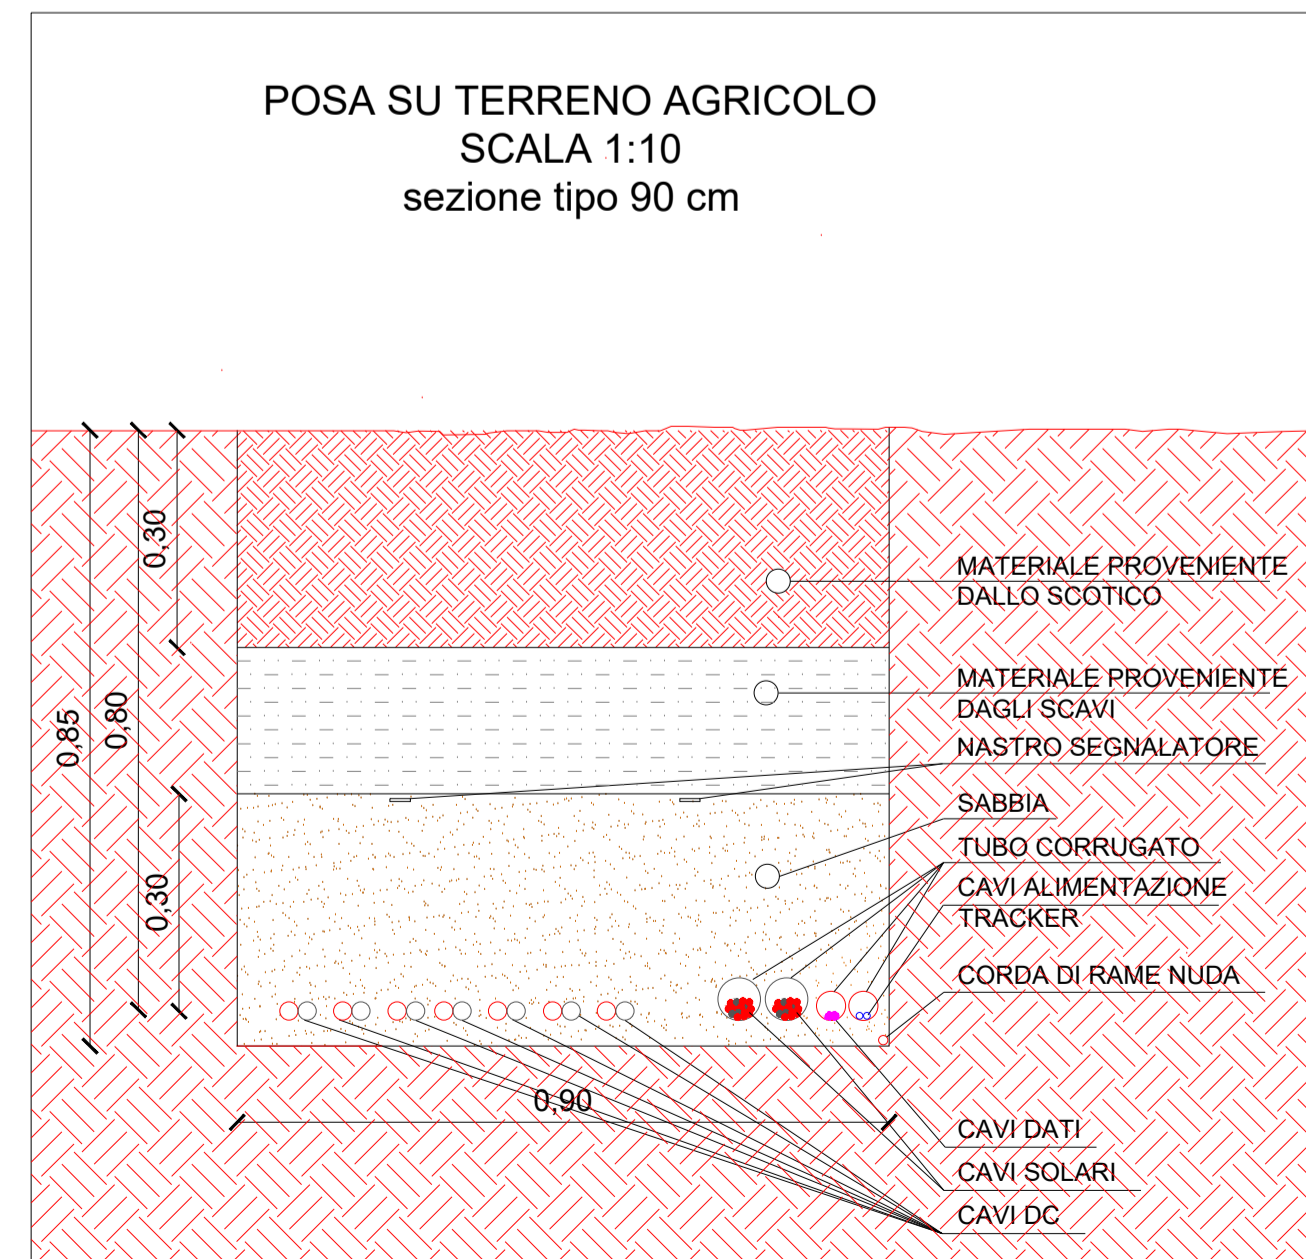 POSA SU TERRENO AGRICOLO
SCALA 1:10
sezione tipo 90 cm
0,30
0,80
0,85
0,30
0,90
MATERIALE PROVENIENTE
DALLO SCOTICO
MATERIALE PROVENIENTE
DAGLI SCAVI
NASTRO SEGNALATORE
SABBIA
TUBO CORRUGATO
CAVI ALIMENTAZIONE
TRACKER
CORDA DI RAME NUDA
CAVI DATI
CAVI SOLARI
CAVI DC